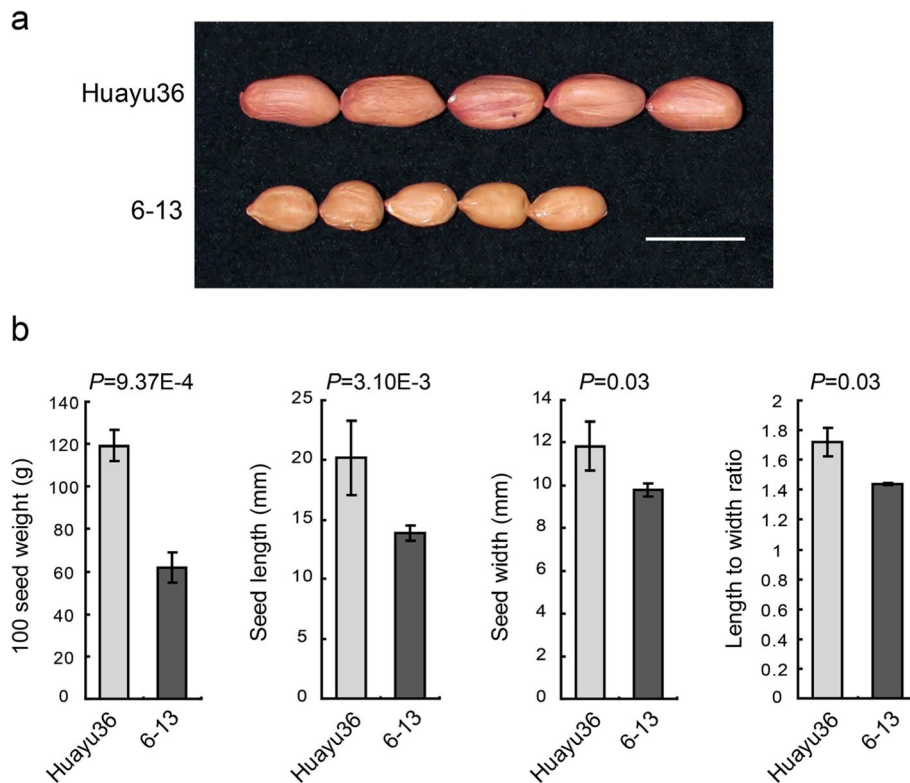 a
Huayu36
6-13
b
P=9.37E-4
100 seed weight (g)
140
120
100
80
60
40
20
0
Huayu36
6-13
P=3.10E-3
Seed length (mm)
25
20
15
10
5
0
Huayu36
6-13
P=0.03
Seed width (mm)
14
12
10
8
6
4
2
0
Huayu36
6-13
P=0.03
Length to width ratio
2
1.8
1.6
1.4
1.2
1
0.8
0.6
0.4
0.2
0
Huayu36
6-13